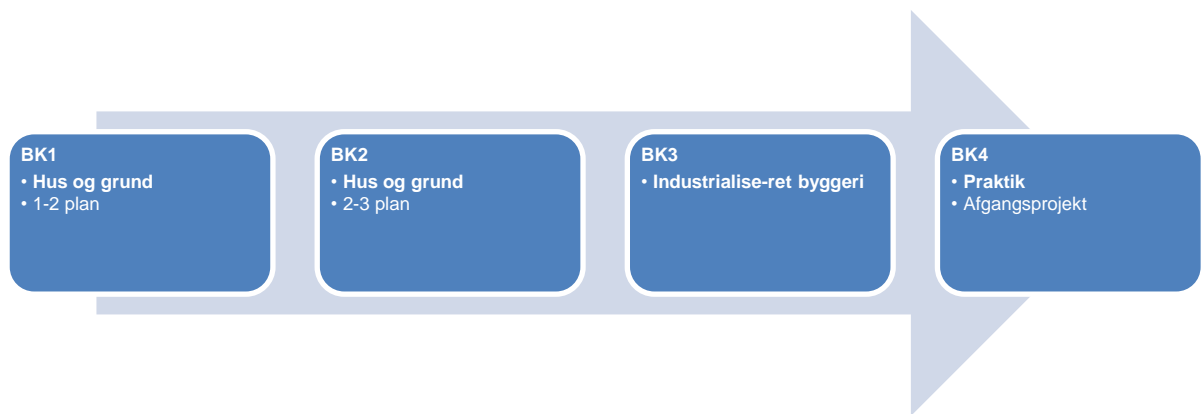 BK1
• Hus og grund
• 1-2 plan
BK2
• Hus og grund
• 2-3 plan
BK3
• Industrialise-ret byggeri
BK4
• Praktik
• Afgangsprojekt